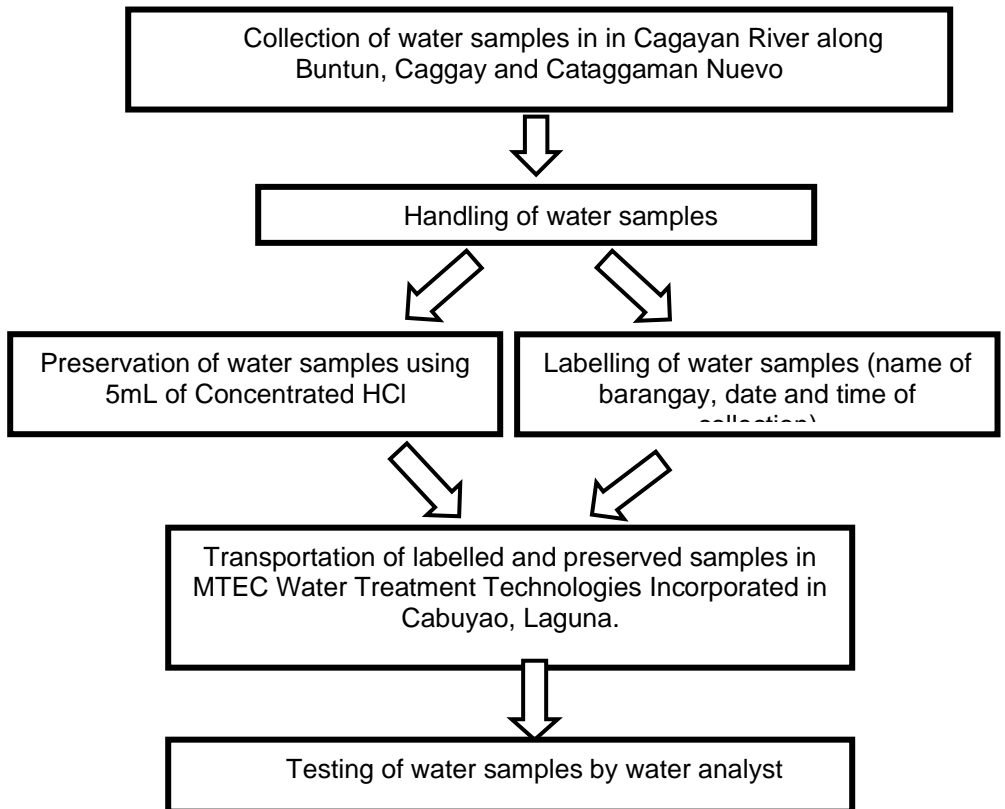 Collection of water samples in in Cagayan River along
Buntun, Caggay and Cataggaman Nuevo
Handling of water samples
Preservation of water samples using
5mL of Concentrated HCl
Labelling of water samples (name of
barangay, date and time of
collection)
Transportation of labelled and preserved samples in
MTEC Water Treatment Technologies Incorporated in
Cabuyao, Laguna.
Testing of water samples by water analyst